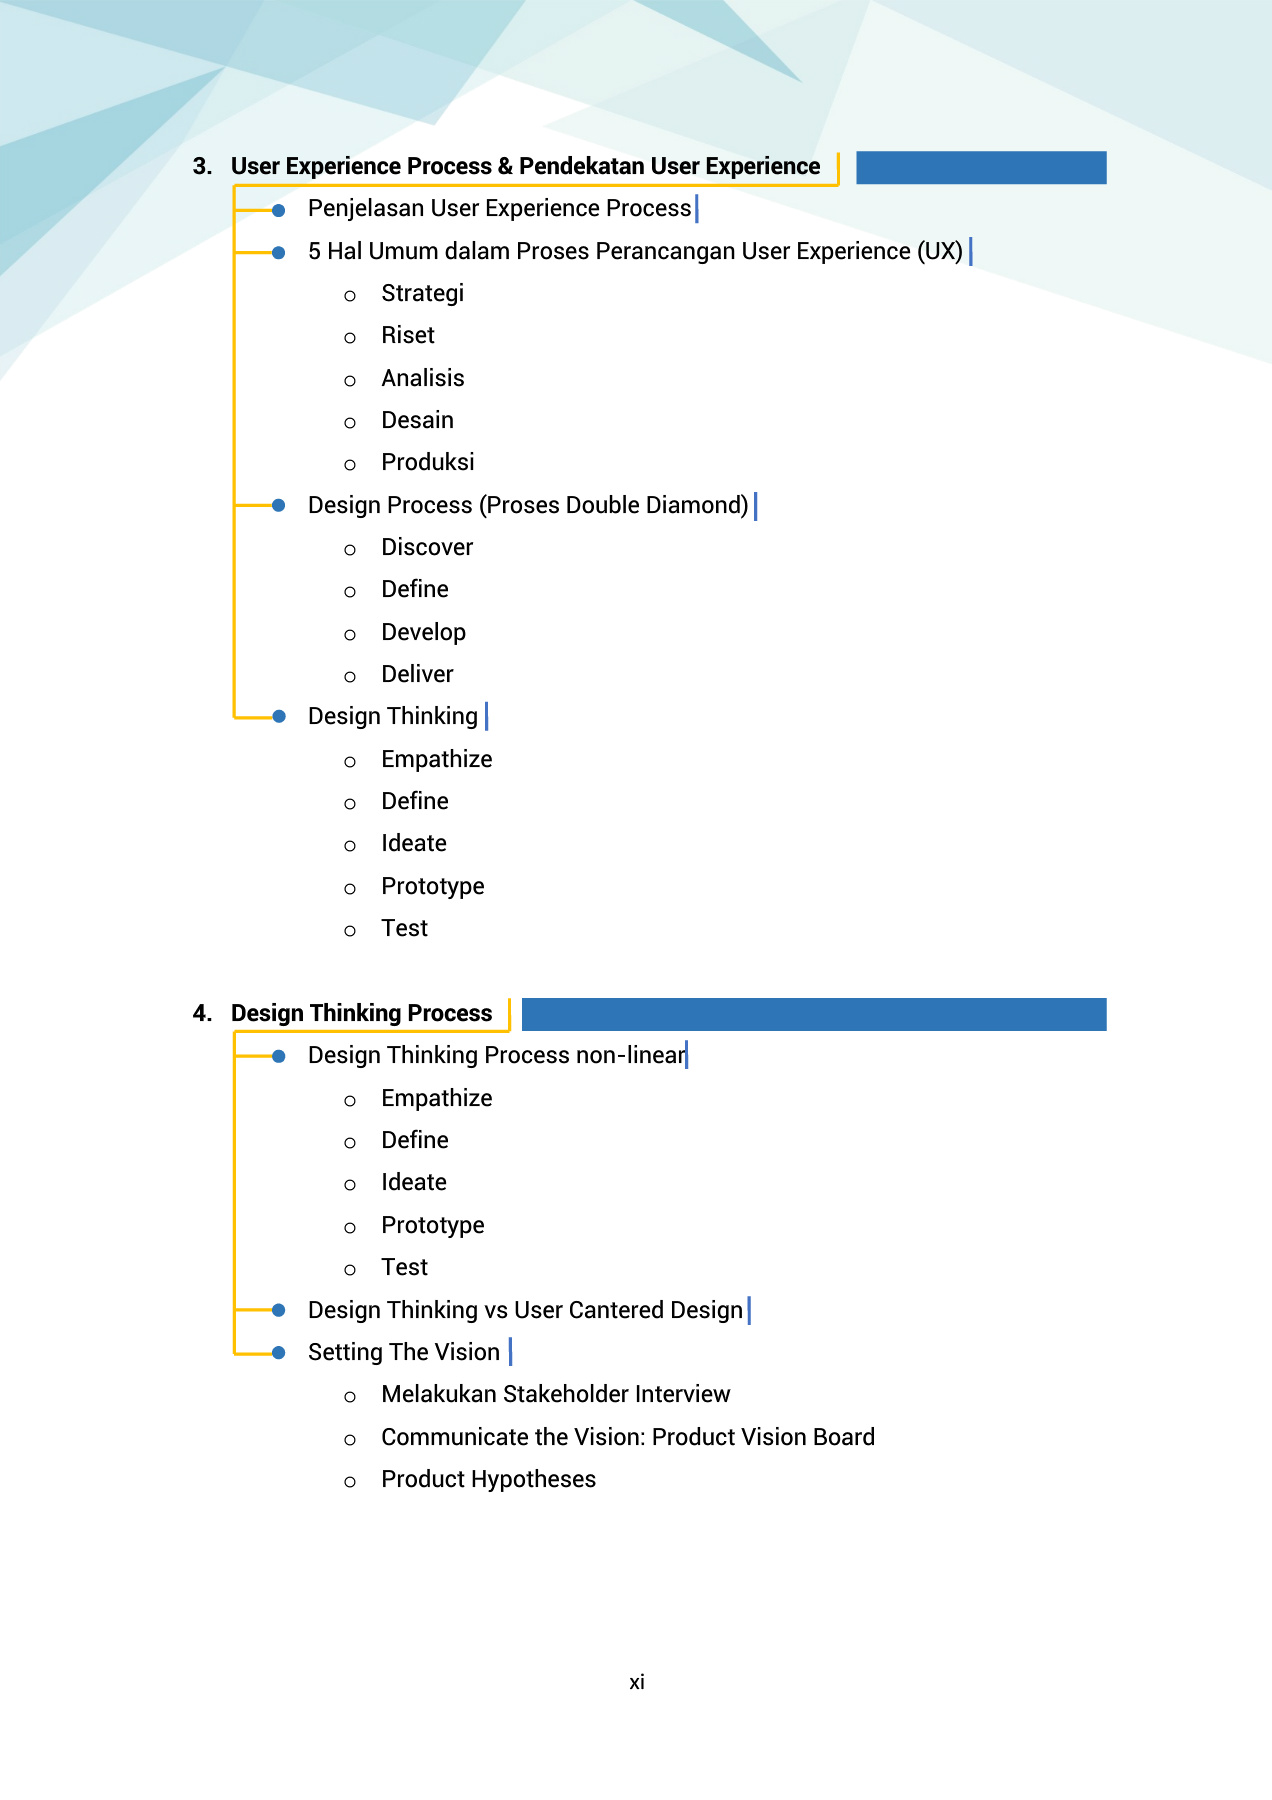 3. User Experience Process & Pendekatan User Experience
Penjelasan User Experience Process
5 Hal Umum dalam Proses Perancangan User Experience (UX)
o Strategi
o Riset
o Analisis
o Desain
o Produksi
Design Process (Proses Double Diamond)
o Discover
o Define
o Develop
o Deliver
Design Thinking
o Empathize
o Define
o Ideate
o Prototype
o Test
4. Design Thinking Process
Design Thinking Process non-linear
o Empathize
o Define
o Ideate
o Prototype
o Test
Design Thinking vs User Cantered Design
Setting The Vision
o Melakukan Stakeholder Interview
o Communicate the Vision: Product Vision Board
o Product Hypotheses
xi